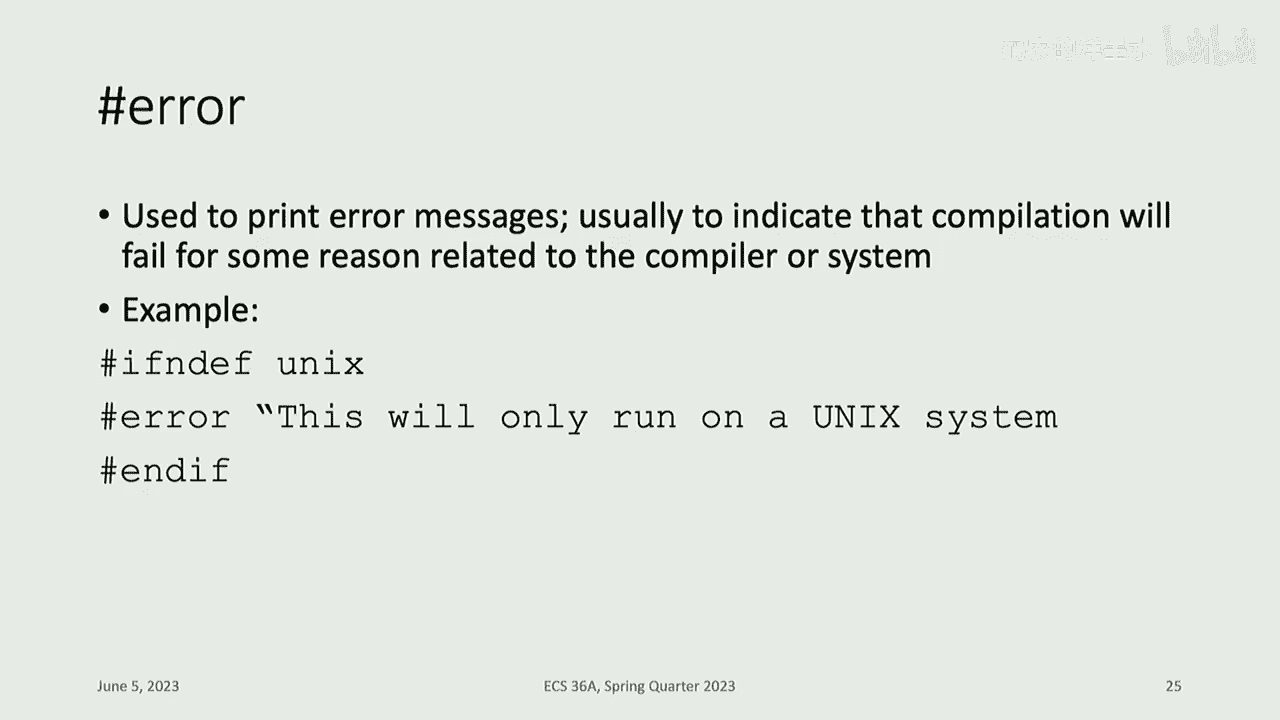 #error
• Used to print error messages; usually to indicate that compilation will
fail for some reason related to the compiler or system
• Example:
#ifndef unix
#error “This will only run on a UNIX system
#endif
June 5, 2023
ECS 36A, Spring Quarter 2023
25